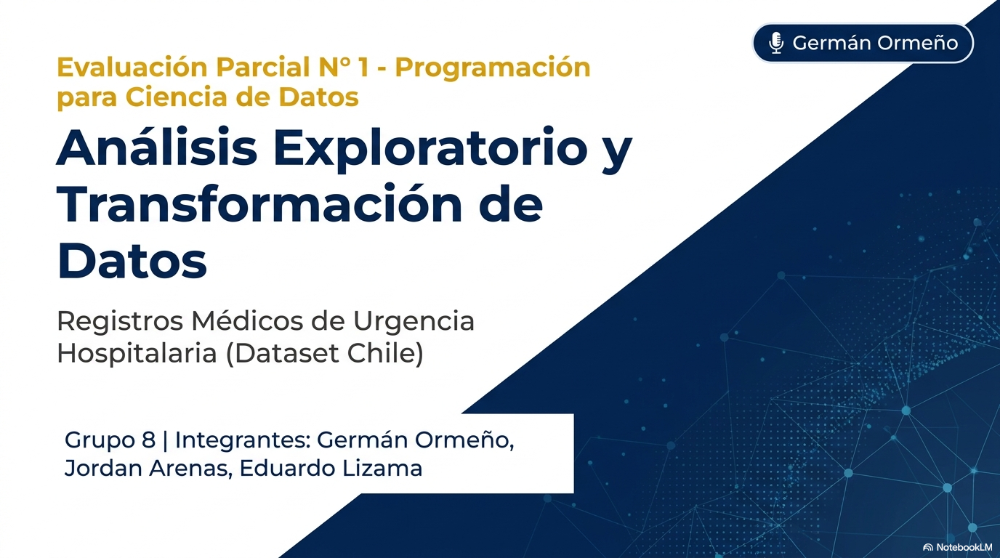 Germán Ormeño
Evaluación Parcial Nº 1 - Programación
para Ciencia de Datos
Análisis Exploratorio y
Transformación de
Datos
Registros Médicos de Urgencia
Hospitalaria (Dataset Chile)
Grupo 8 | Integrantes: Germán Ormeño,
Jordan Arenas, Eduardo Lizama
NotebookLM